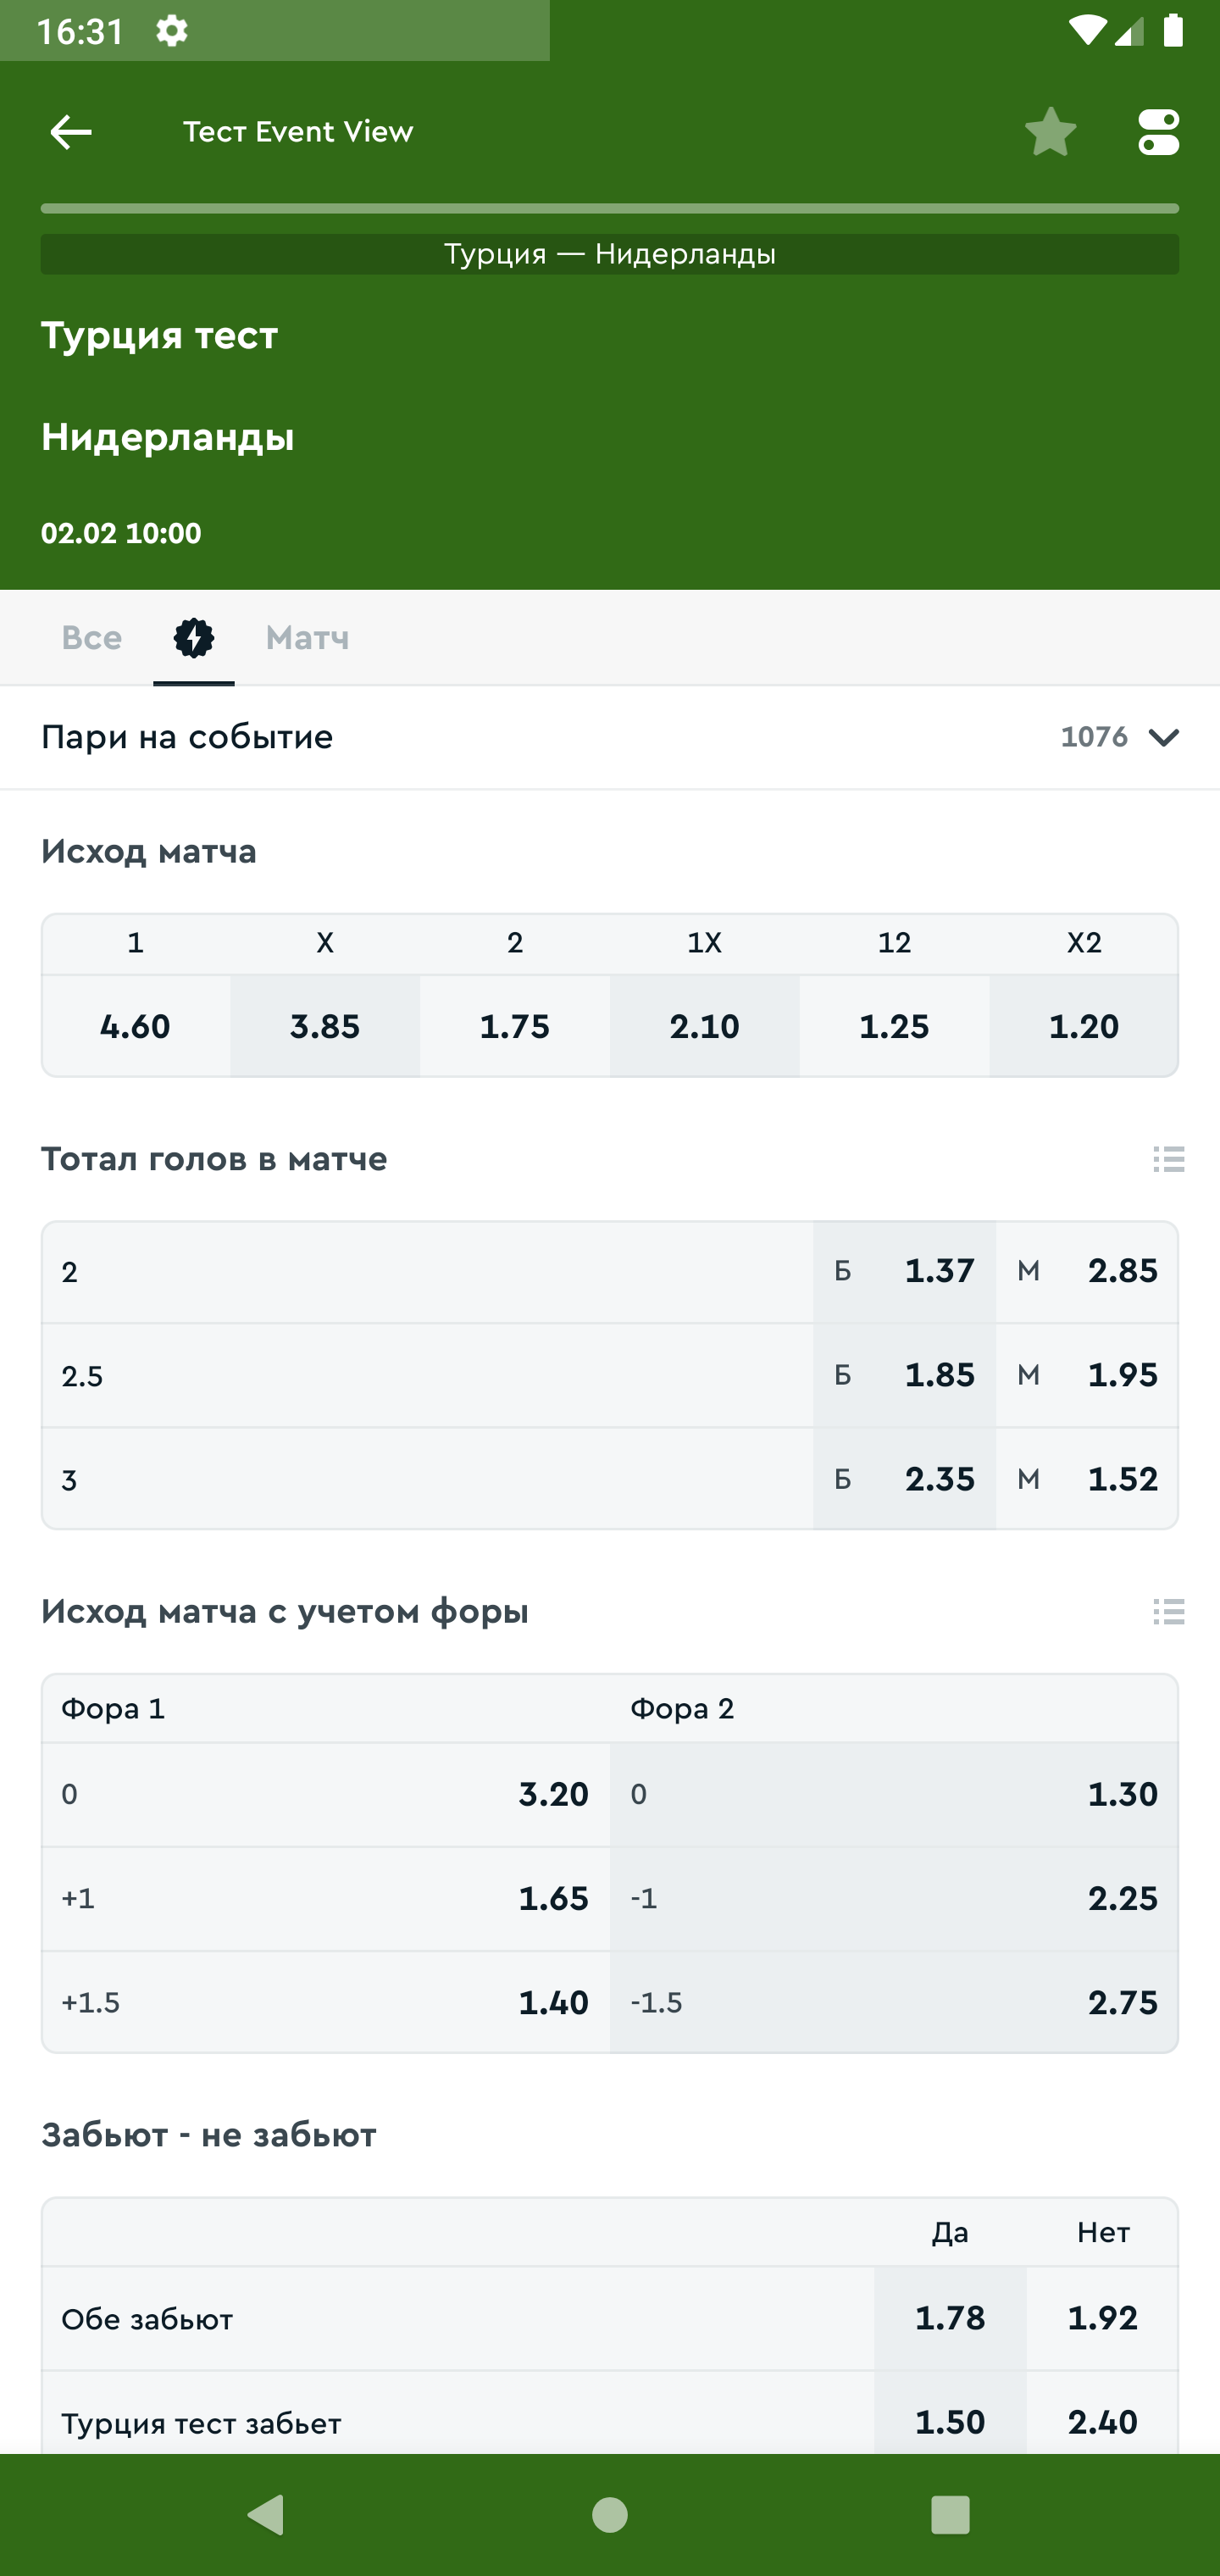 16:31
Тест Event View
Турция — Нидерланды
Турция тест
Нидерланды
02.02 10:00
Все Матч
Пари на событие 1076
Исход матча
1 X 2 1X 12 X2
4.60 3.85 1.75 2.10 1.25 1.20
Тотал голов в матче
2 Б 1.37 М 2.85
2.5 Б 1.85 М 1.95
3 Б 2.35 М 1.52
Исход матча с учетом форы
Фора 1 Фора 2
0 3.20 0 1.30
+1 1.65 -1 2.25
+1.5 1.40 -1.5 2.75
Забьют - не забьют
Да Нет
Обе забьют 1.78 1.92
Турция тест забьет 1.50 2.40